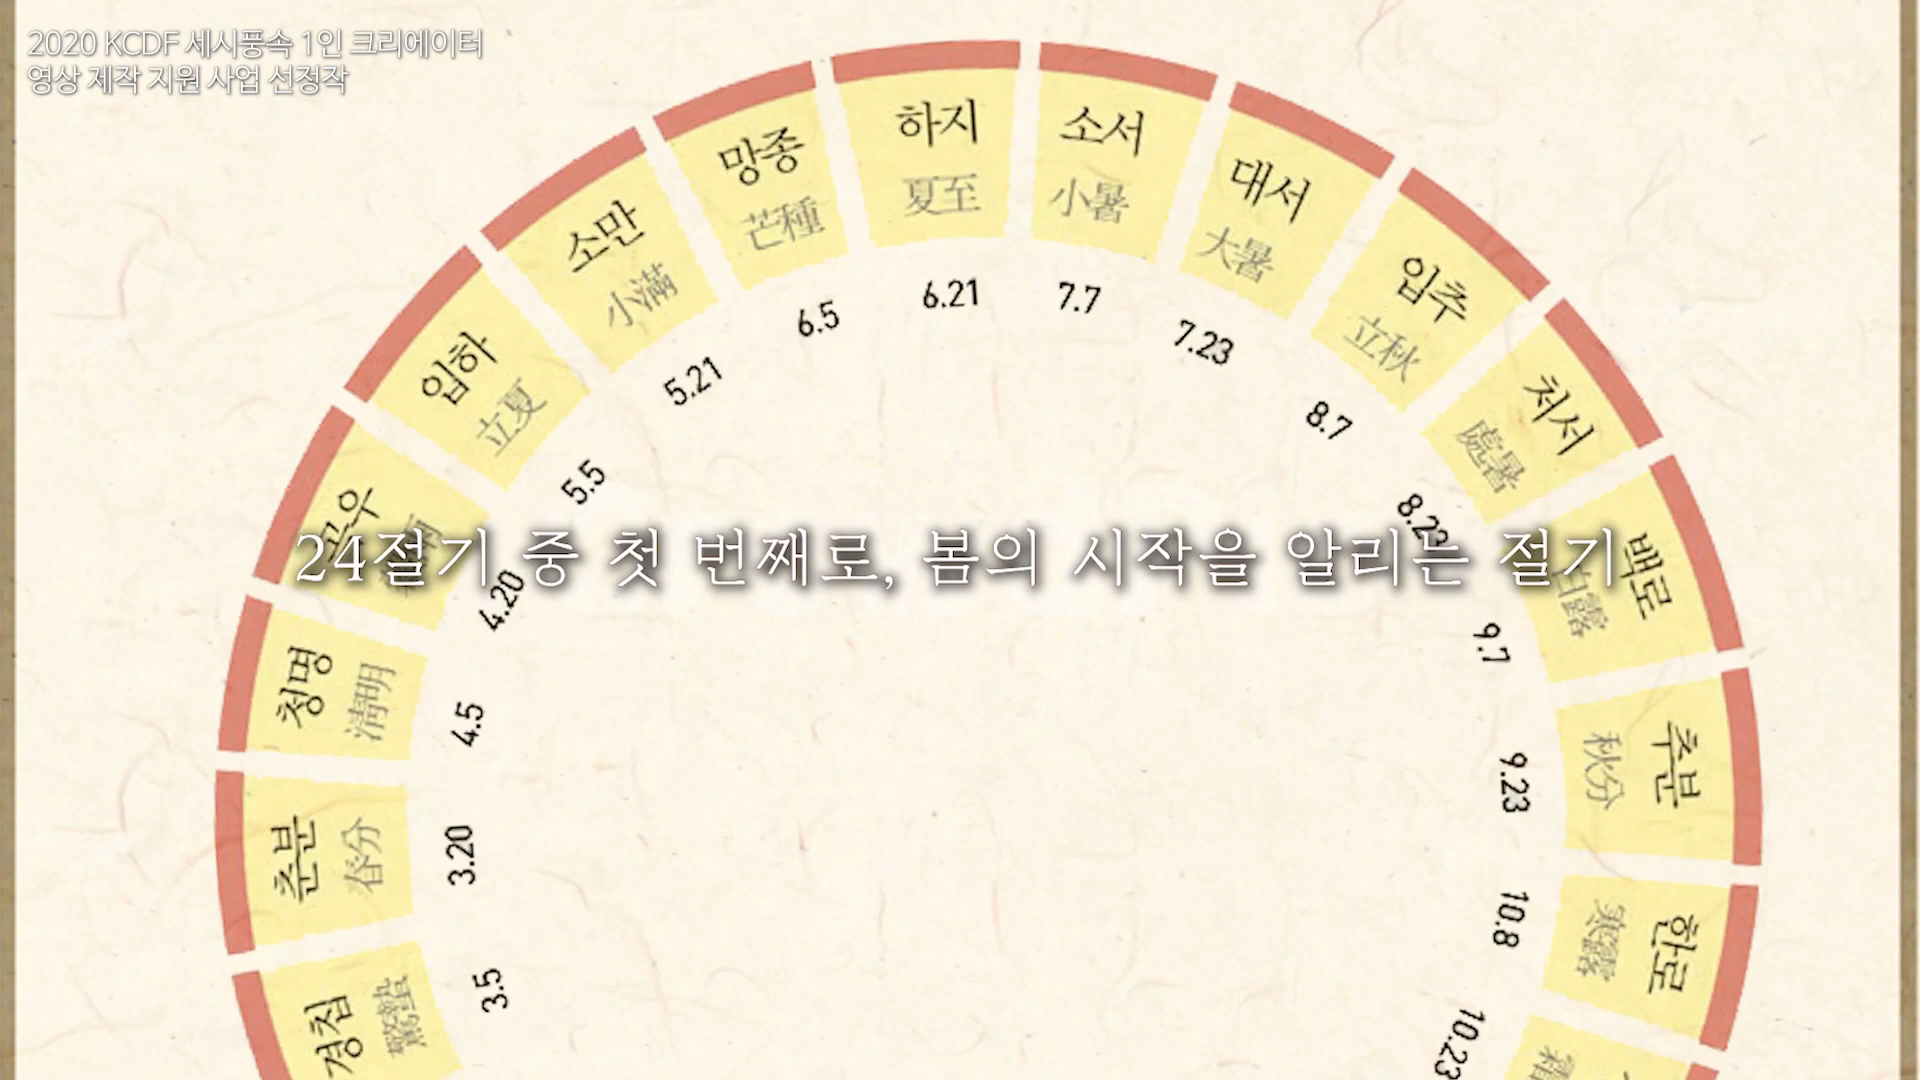 2020 KCDF 세시풍속 1인 크리에이터
영상 제작 지원 사업 선정작
하지
夏至
6.21
소서
小暑
7.7
대서
大暑
7.23
입추
立秋
8.7
처서
處暑
8.23
백로
白露
9.7
추분
秋分
9.23
한로
寒露
10.8
10.23
망종
芒種
6.5
소만
小滿
5.21
입하
立夏
5.5
곡우
4.20
청명
淸明
4.5
춘분
春分
3.20
경칩
驚蟄
3.5
24절기 중 첫 번째로, 봄의 시작을 알리는 절기